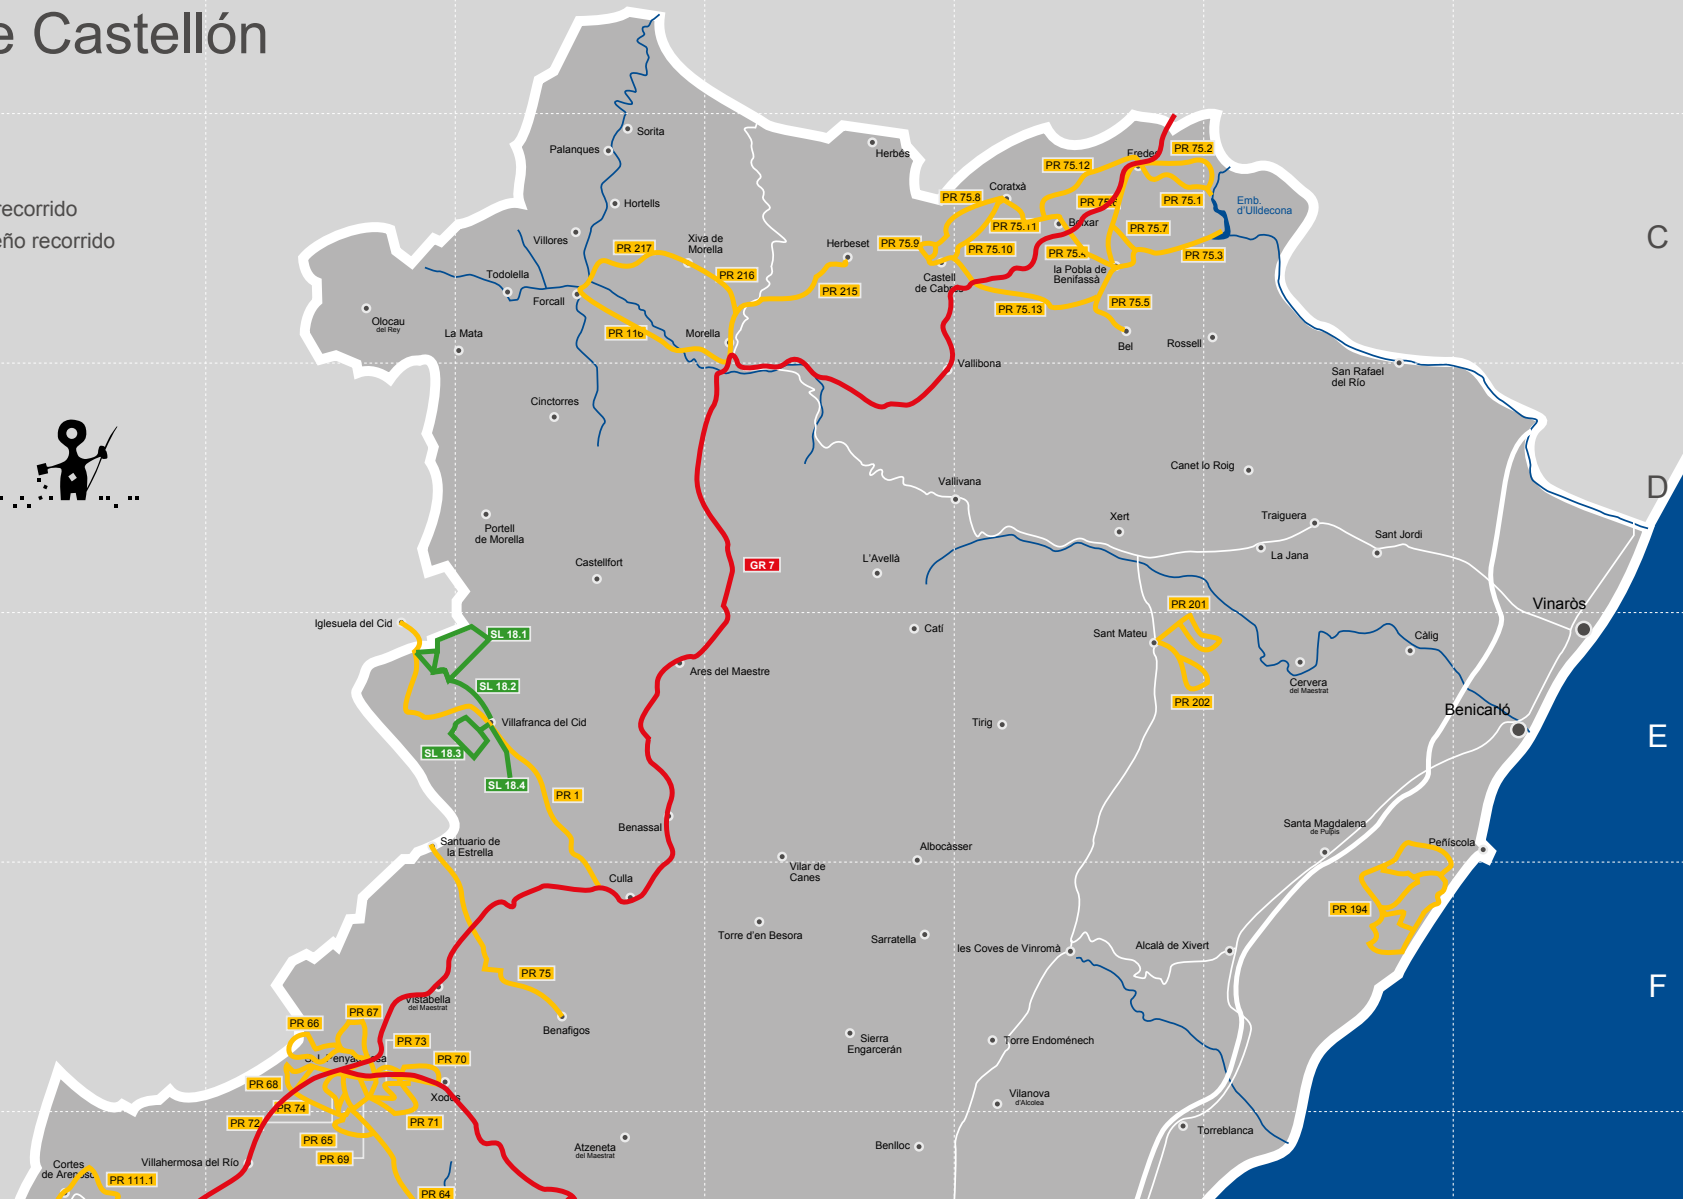 e Castellón
recorrido
eño recorrido
C
D
E
F
Sorita
Palanques
Herbés
Fredes
PR 75.2
PR 75.12
Coratxà
PR 75.8
PR 75.1
Emb.
d'Ulldecona
Hortells
PR 75.11
Boixar
PR 75.7
Villores
PR 217
Xiva de
Morella
Herbeset
PR 75.9
PR 75.10
PR 75.3
Todolella
PR 216
la Pobla de
Benifassà
Castell
de Cabres
Forcall
PR 215
PR 75.5
PR 75.13
Olocau
del Rey
La Mata
PR 116
Morella
Bel
Rossell
Vallibona
San Rafael
del Río
Cinctorres
Canet lo Roig
Vallivana
Portell
de Morella
Xert
Traiguera
Sant Jordi
La Jana
Castellfort
GR 7
L'Avellà
Vinaròs
PR 201
Iglesuela del Cid
SL 18.1
Catí
Sant Mateu
Càlig
Ares del Maestre
SL 18.2
Cervera
del Maestrat
PR 202
Benicarló
Villafranca del Cid
Tirig
SL 18.3
SL 18.4
PR 1
Benassal
Santa Magdalena
de Pulpis
Peñíscola
Santuario de
la Estrella
Albocàsser
Vilar de
Canes
Culla
PR 194
Torre d'en Besora
Sarratella
les Coves de Vinromà
Alcalà de Xivert
PR 75
Vistabella
del Maestrat
PR 67
PR 66
Benafigos
PR 73
Sierra
Engarcerán
Torre Endoménech
PR 70
PR 68
Xodos
Vilanova
d'Alcolea
PR 74
PR 72
PR 71
Torreblanca
PR 65
Atzeneta
del Maestrat
Benlloc
PR 69
Villahermosa del Río
Cortes
de Arenoso
PR 111.1
PR 64